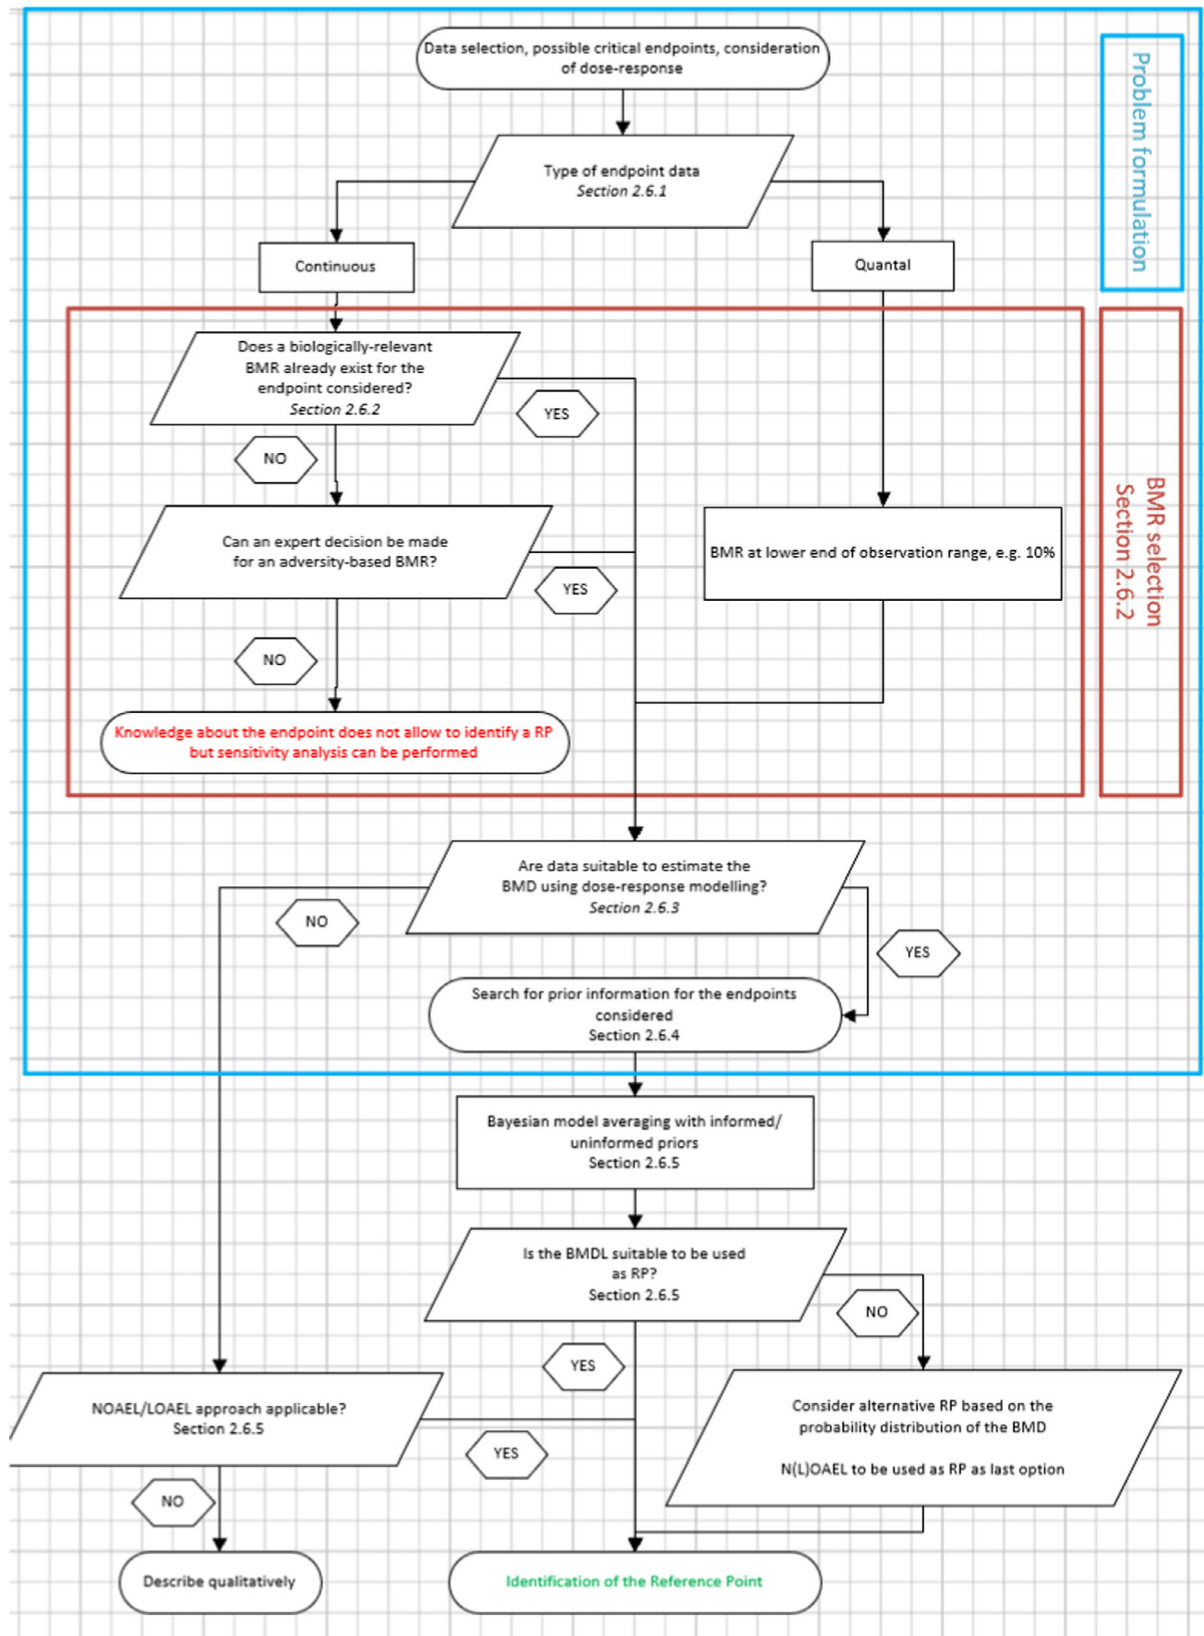 Data selection, possible critical endpoints, consideration
of dose-response
Problem formulation
Type of endpoint data
Section 2.6.1
Continuous
Quantal
Does a biologically-relevant
BMR already exist for the
endpoint considered?
Section 2.6.2
YES
NO
BMR selection
Section 2.6.2
Can an expert decision be made
for an adversity-based BMR?
BMR at lower end of observation range, e.g. 10%
YES
NO
Knowledge about the endpoint does not allow to identify a RP
but sensitivity analysis can be performed
Are data suitable to estimate the
BMD using dose-response modelling?
Section 2.6.3
NO
YES
Search for prior information for the endpoints
considered
Section 2.6.4
Bayesian model averaging with informed/
uninformed priors
Section 2.6.5
Is the BMDL suitable to be used
as RP?
Section 2.6.5
NO
YES
NOAEL/LOAEL approach applicable?
Section 2.6.5
Consider alternative RP based on the
probability distribution of the BMD
N(L)OAEL to be used as RP as last option
YES
NO
Describe qualitatively
Identification of the Reference Point